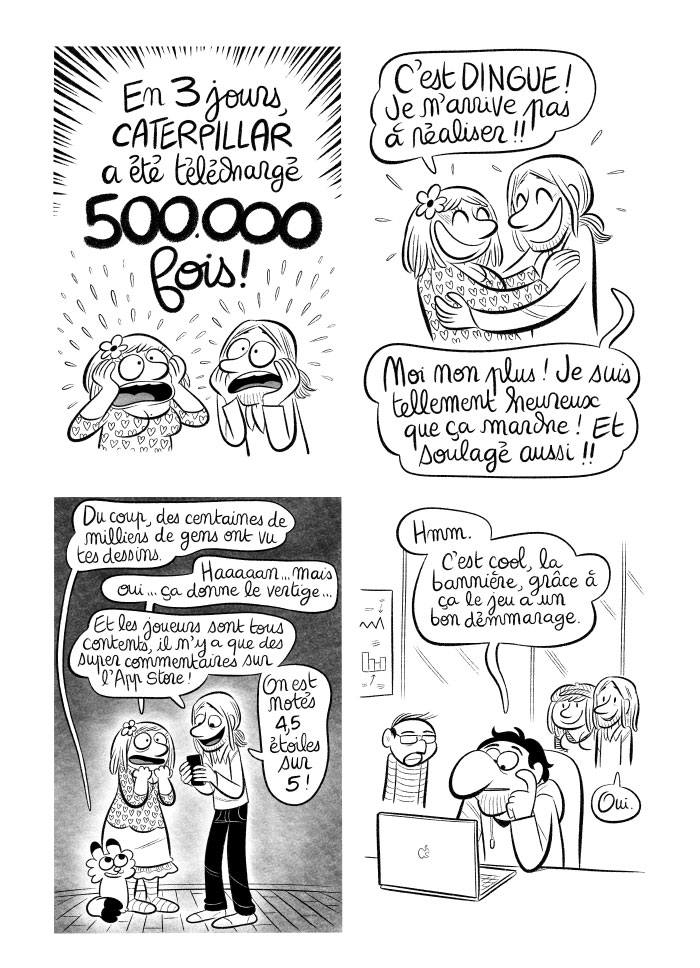 En 3 jours,
CATERPILLAR
a été téléchargé
500.000
fois!
C'est DINGUE!
Je n'arrive pas
à réaliser!!
Moi non plus! Je suis
tellement heureux
que ça marche! Et
soulagé aussi!!
Du coup, des centaines de
milliers de gens ont vu
tes dessins.
Haaaaan... mais
oui... ça donne le vertige...
Et les joueurs sont tous
contents, il n'y a que des
super commentaires sur
l'App Store!
On est
notés
4,5
étoiles
sur
5!
Hmm.
C'est cool, la
bannière, grâce à
ça le jeu a un
bon démmarage.
Oui.